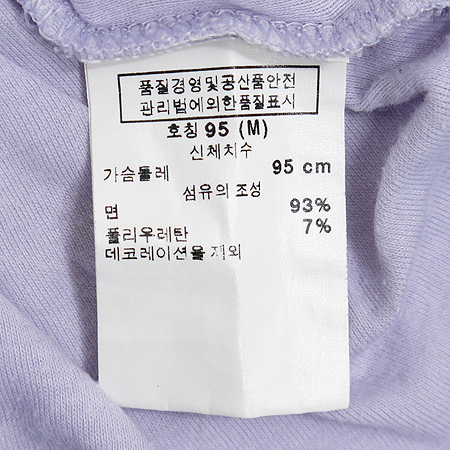 품질경영및공산품안전
관리법에의한품질표시
호칭 95 (M)
신체치수
가슴둘레 95 cm
섬유의 조성
면 93%
폴리우레탄 7%
데코레이션을 제외